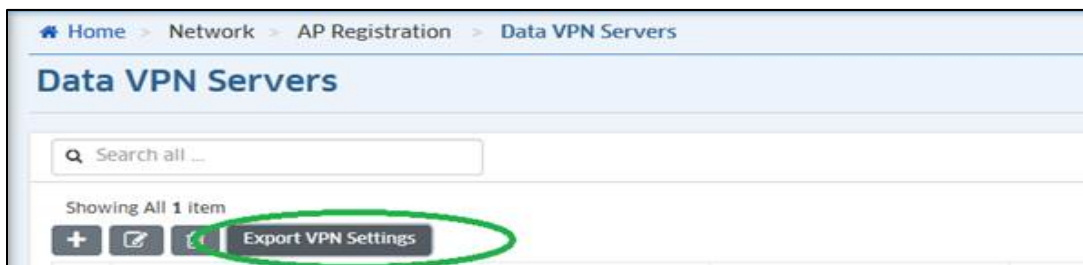 Home > Network > AP Registration > Data VPN Servers
Data VPN Servers
Search all ...
Showing All 1 item
Export VPN Settings